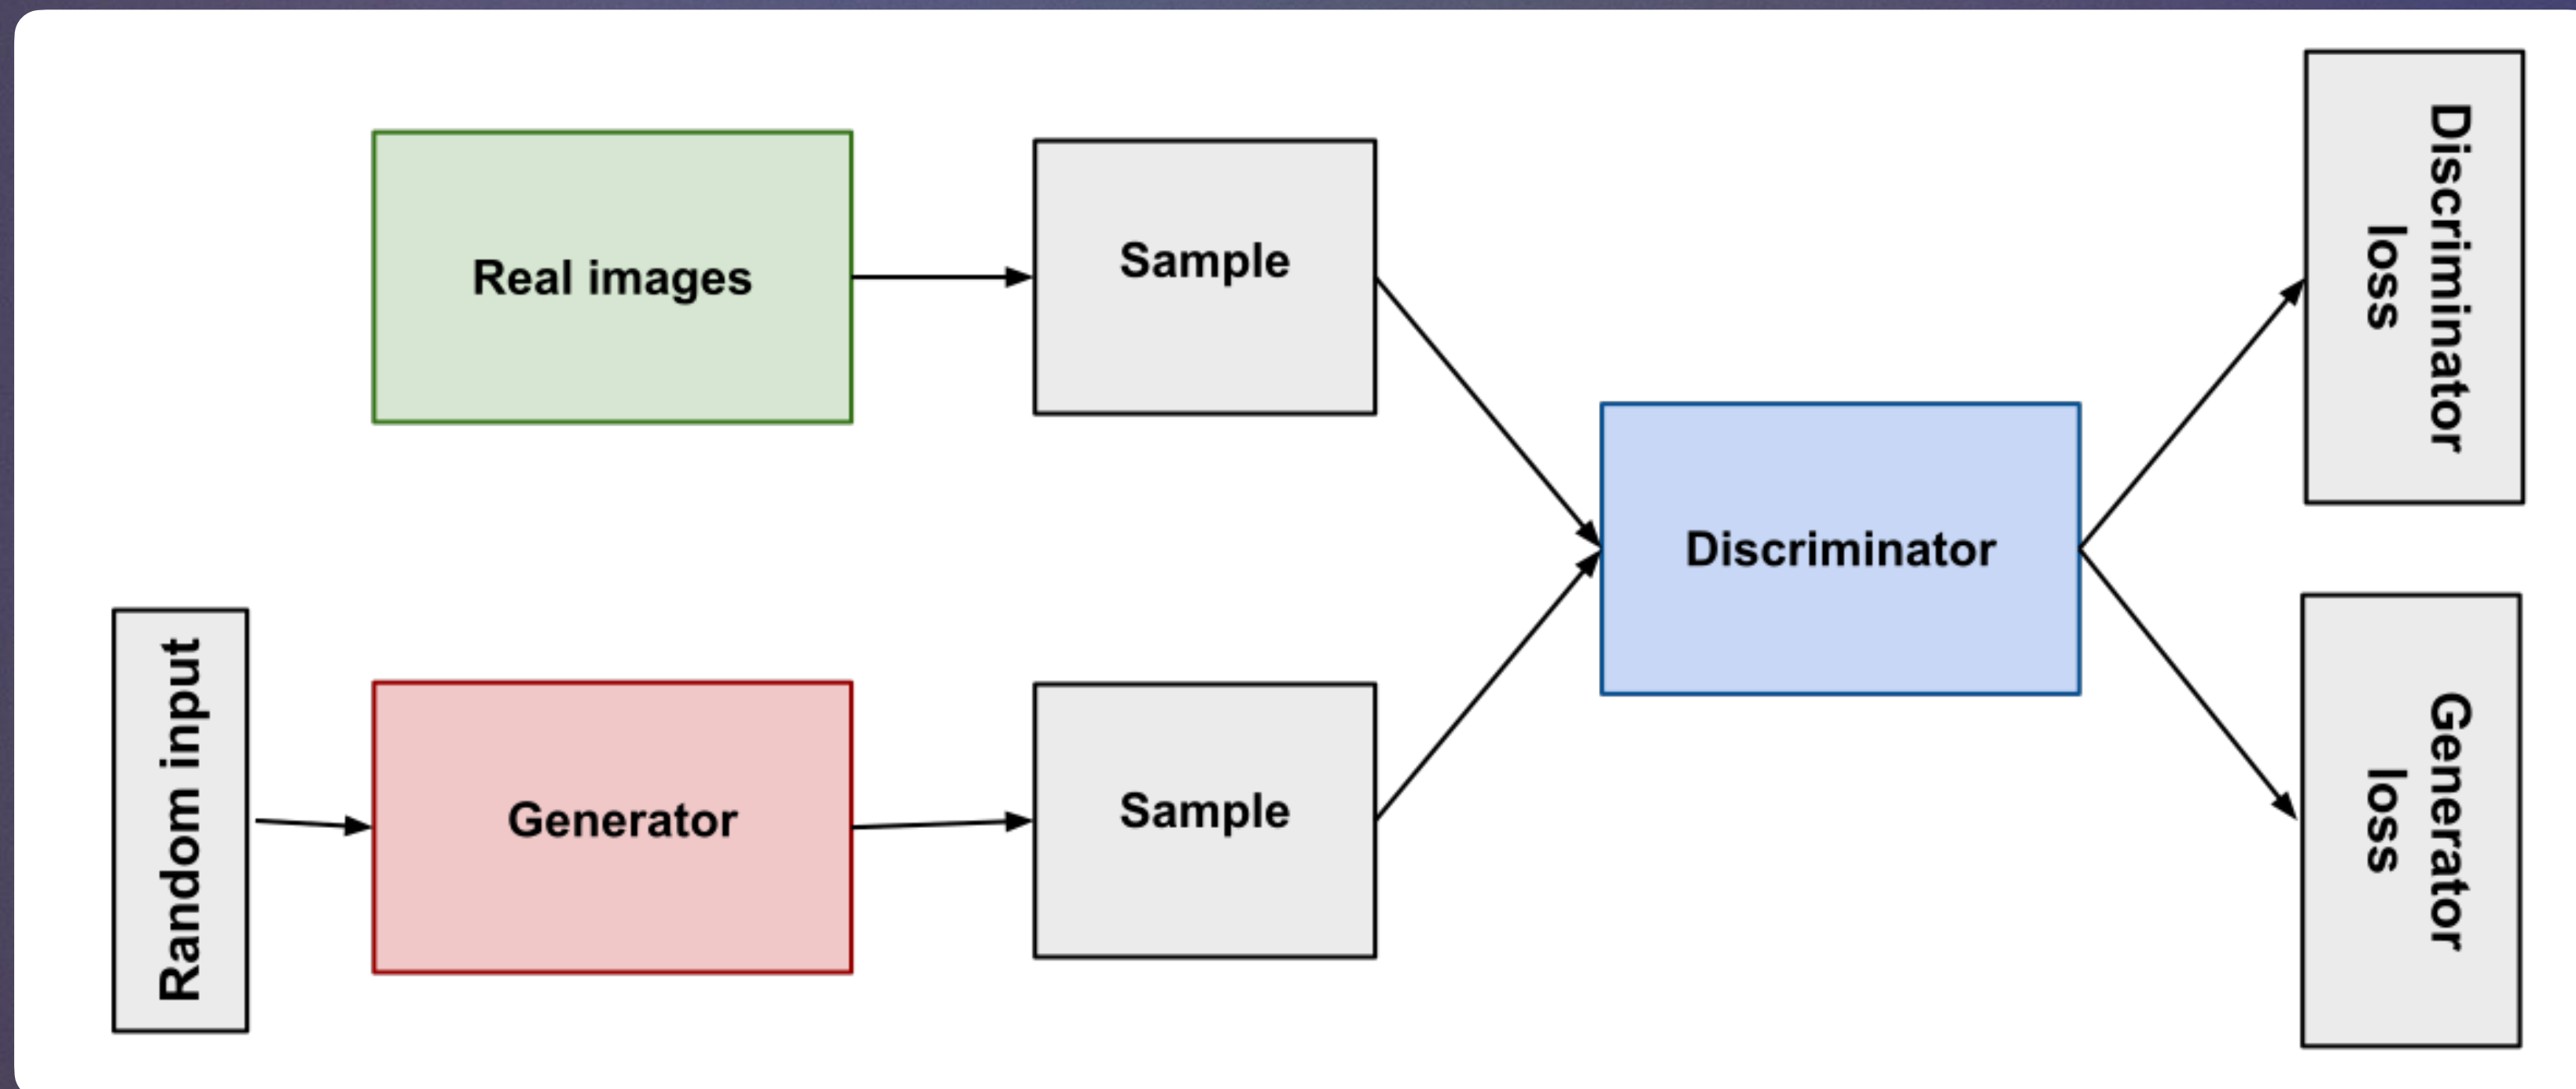 Real images
Sample
Discriminator
loss
Discriminator
Random input
Generator
Sample
Generator
loss